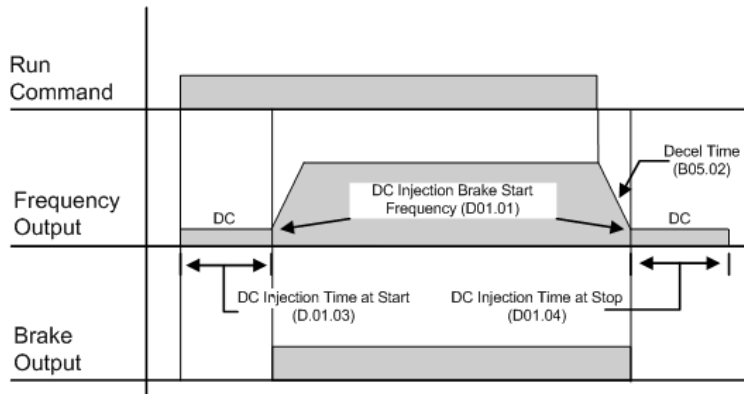 Run
Command
Decel Time
(B05.02)
DC Injection Brake Start
Frequency (D01.01)
Frequency
Output
DC
DC
DC Injection Time at Start
(D.01.03)
DC Injection Time at Stop
(D01.04)
Brake
Output